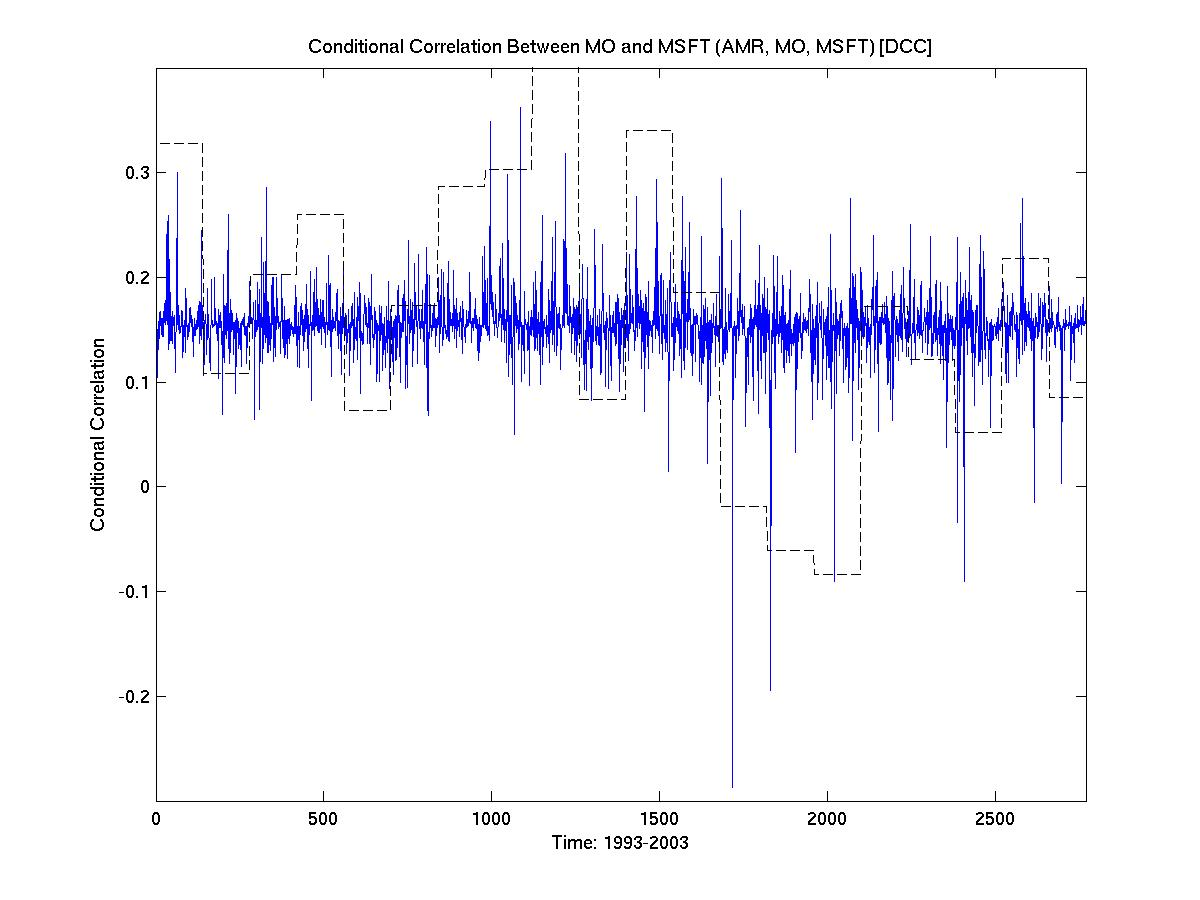 Conditional Correlation Between MO and MSFT (AMR, MO, MSFT) [DCC]
0.3
0.2
0.1
0
-0.1
-0.2
Conditional Correlation
0 500 1000 1500 2000 2500
Time: 1993-2003